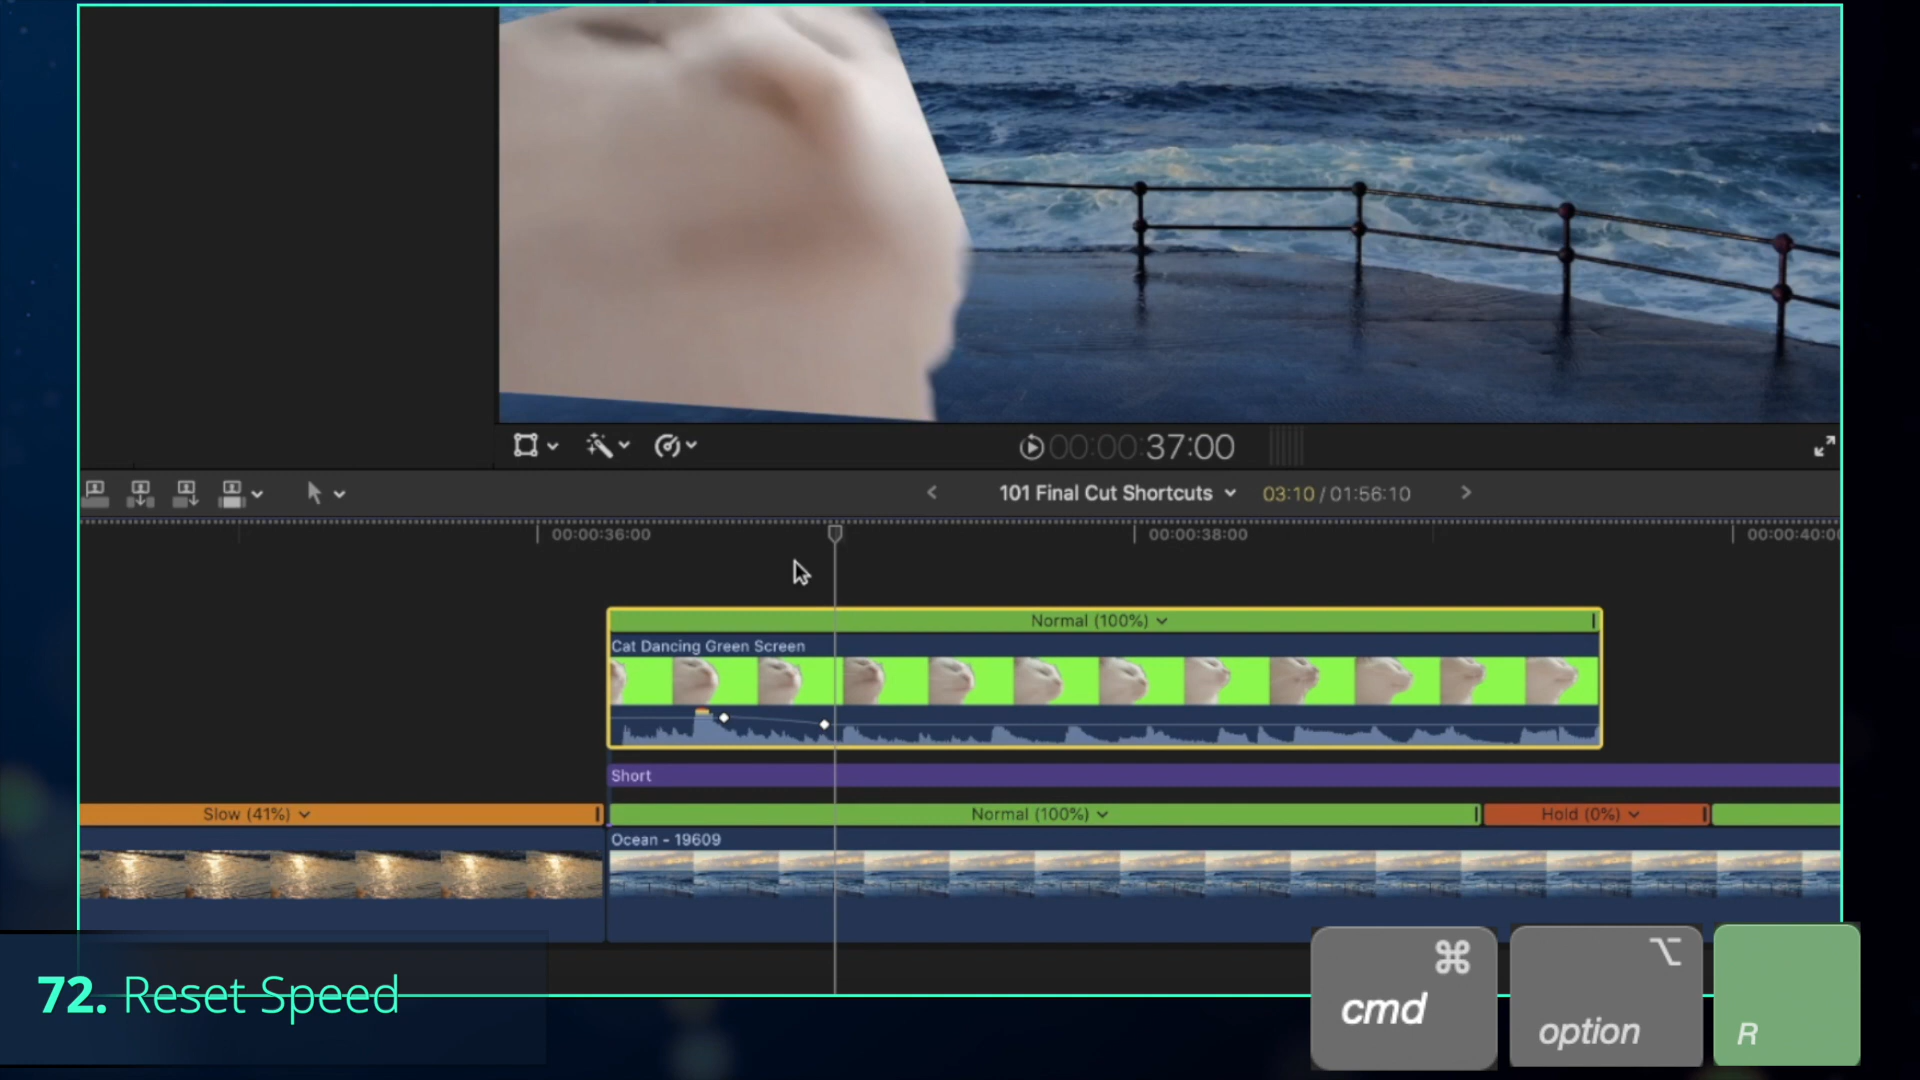 00:00:37:00
101 Final Cut Shortcuts
03:10 / 01:56:10
00:00:36:00
00:00:38:00
00:00:40:00
Normal (100%)
Cat Dancing Green Screen
Short
Slow (41%)
Normal (100%)
Hold (0%)
Ocean - 19609
72. Reset Speed
⌘
cmd
⌥
option
R